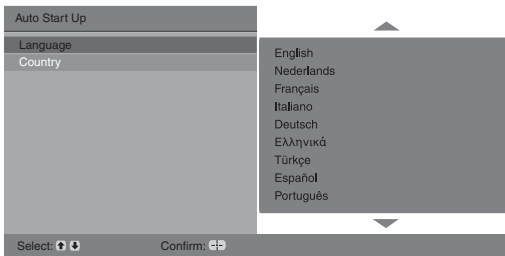 Auto Start Up
Language
Country
English
Nederlands
Français
Italiano
Deutsch
Ελληνικά
Türkçe
Español
Português
Select: Confirm: